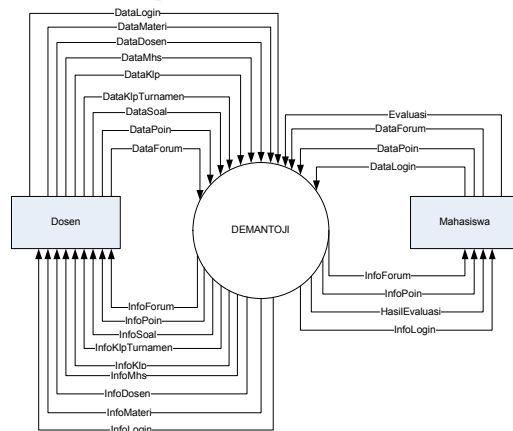 DataLogin
DataMateri
DataDosen
DataMhs
DataKlp
DataKlpTurnamen
DataSoal
DataPoin
DataForum
Evaluasi
DataForum
DataPoin
DataLogin
Dosen
DEMANTOJI
Mahasiswa
InfoForum
InfoPoin
InfoSoal
InfoKlpTurnamen
InfoKlp
InfoMhs
InfoDosen
InfoMateri
InfoLogin
InfoForum
InfoPoin
HasilEvaluasi
InfoLogin